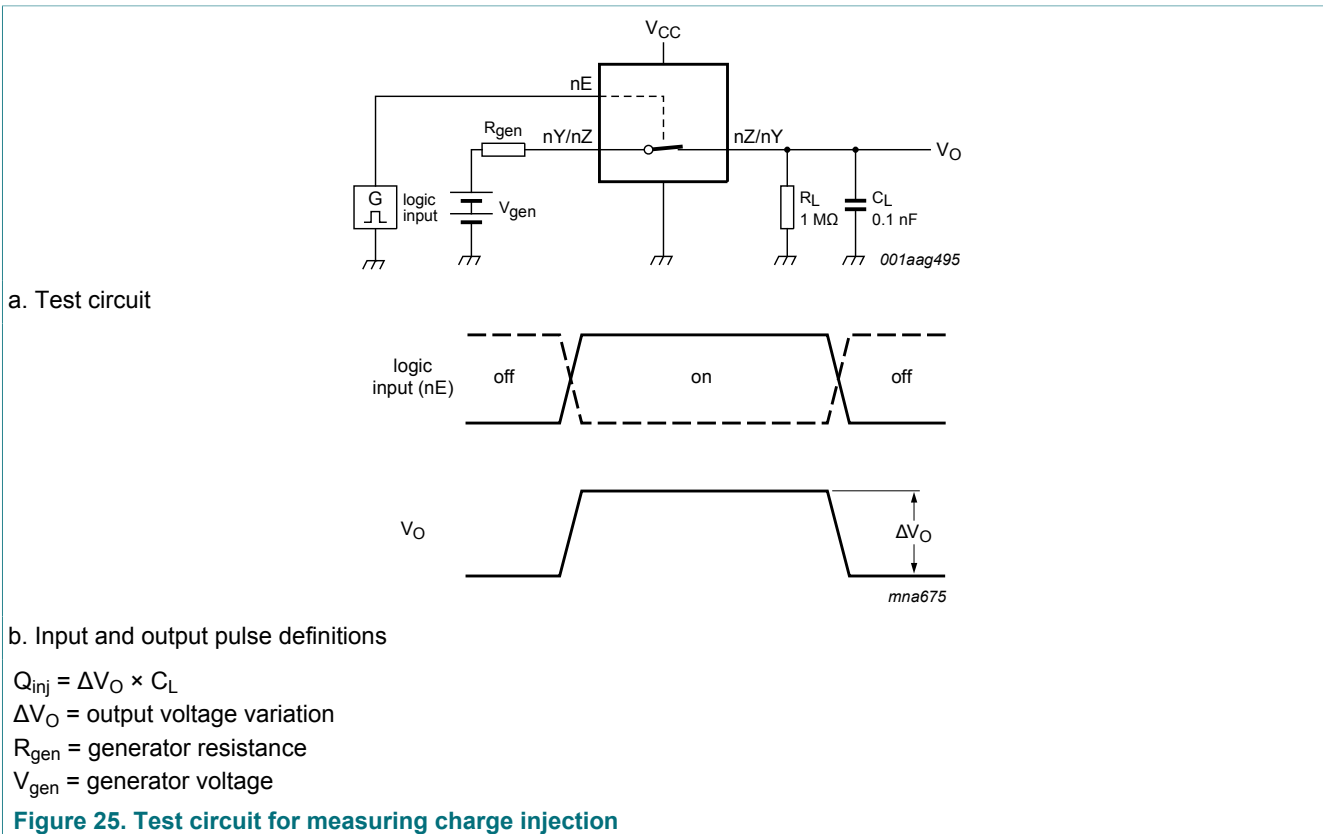 VCC
nE
Rgen
nY/nZ
nZ/nY
VO
G
logic
input
Vgen
RL
1 MΩ
CL
0.1 nF
001aag495
a. Test circuit
logic
input (nE)
off
on
off
VO
ΔVO
mna675
b. Input and output pulse definitions
Qinj = ΔVO × CL
ΔVO = output voltage variation
Rgen = generator resistance
Vgen = generator voltage
Figure 25. Test circuit for measuring charge injection